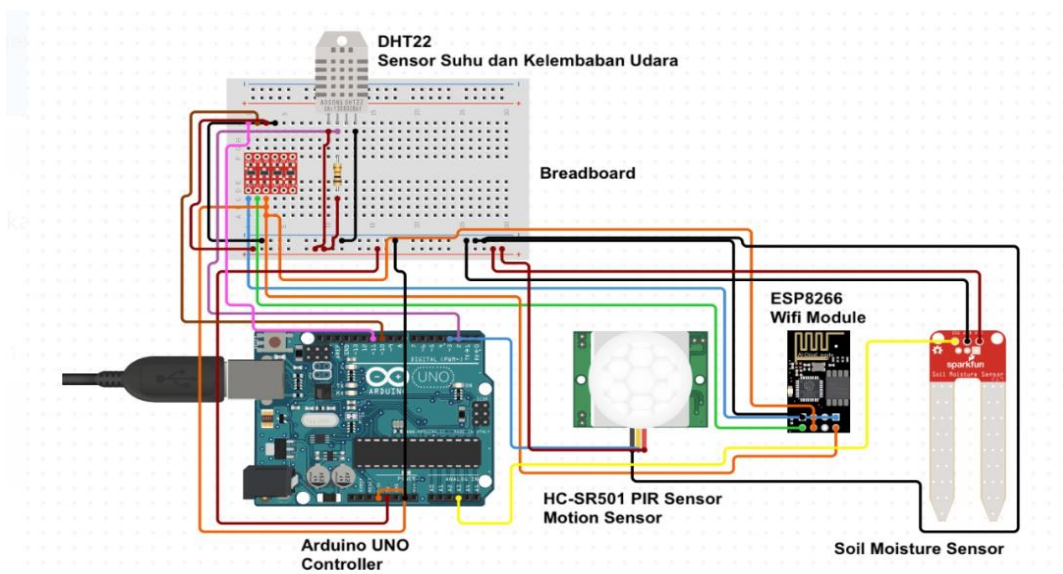 DHT22
Sensor Suhu dan Kelembaban Udara
Breadboard
ESP8266
Wifi Module
ARDUINO
UNO
DIGITAL (PWM~)
POWER
ANALOG IN
sparkfun
Soil Moisture Sensor
HC-SR501 PIR Sensor
Motion Sensor
Arduino UNO
Controller
Soil Moisture Sensor